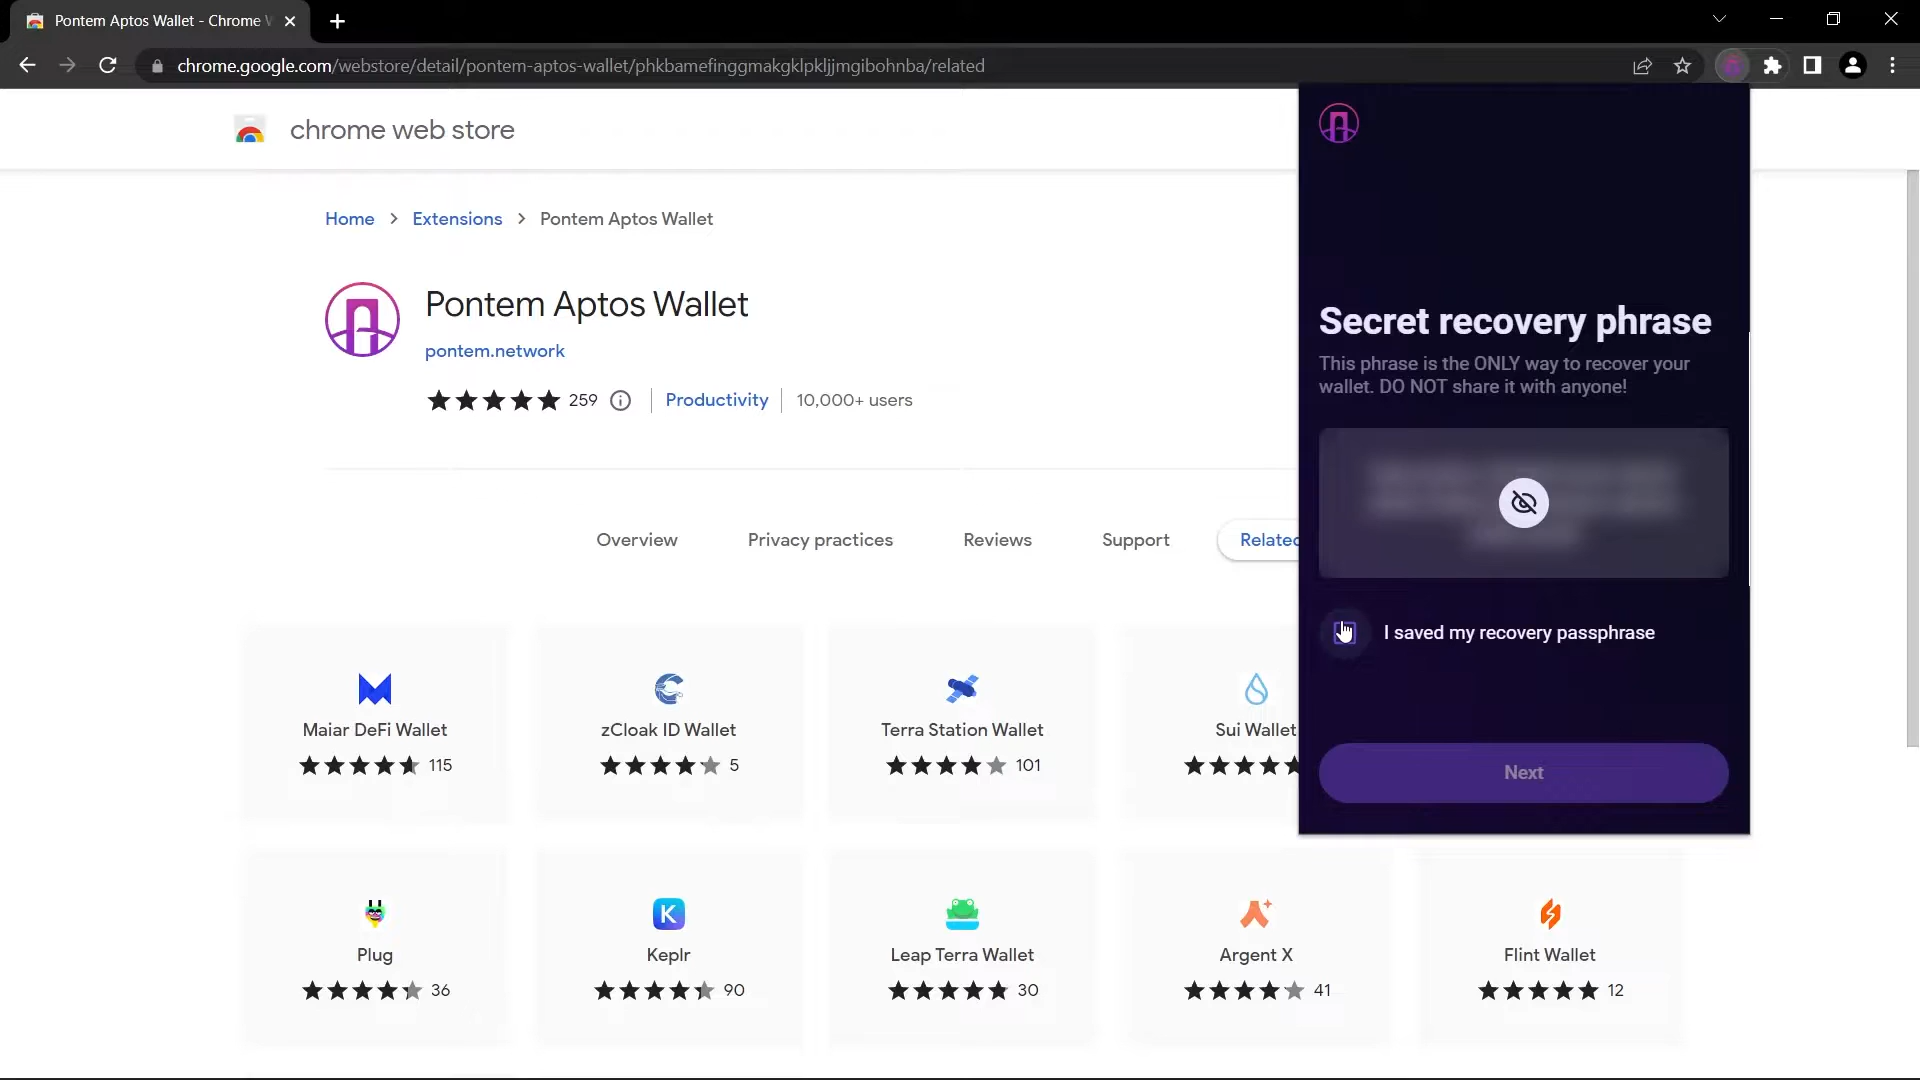 Pontem Aptos Wallet - Chrome
chrome.google.com/webstore/detail/pontem-aptos-wallet/phkbamefinggmakgklpkljjmgibohnba/related
chrome web store
Home
Extensions
Pontem Aptos Wallet
Pontem Aptos Wallet
pontem.network
259
Productivity
10,000+ users
Overview
Privacy practices
Reviews
Support
Related
Maiar DeFi Wallet
115
zCloak ID Wallet
5
Terra Station Wallet
101
Sui Wallet
Plug
36
Keplr
90
Leap Terra Wallet
30
Argent X
41
Flint Wallet
12
Secret recovery phrase
This phrase is the ONLY way to recover your
wallet. DO NOT share it with anyone!
I saved my recovery passphrase
Next